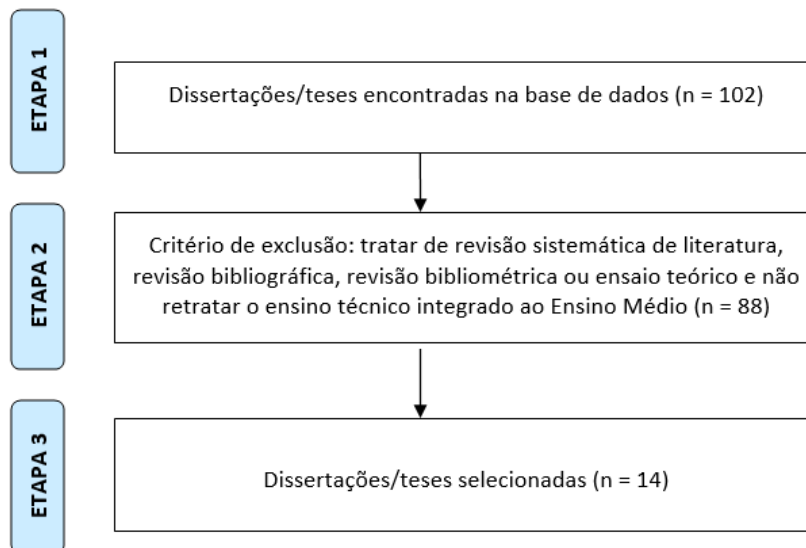 ETAPA 1
Dissertações/teses encontradas na base de dados (n = 102)
ETAPA 2
Critério de exclusão: tratar de revisão sistemática de literatura,
revisão bibliográfica, revisão bibliométrica ou ensaio teórico e não
retratar o ensino técnico integrado ao Ensino Médio (n = 88)
ETAPA 3
Dissertações/teses selecionadas (n = 14)